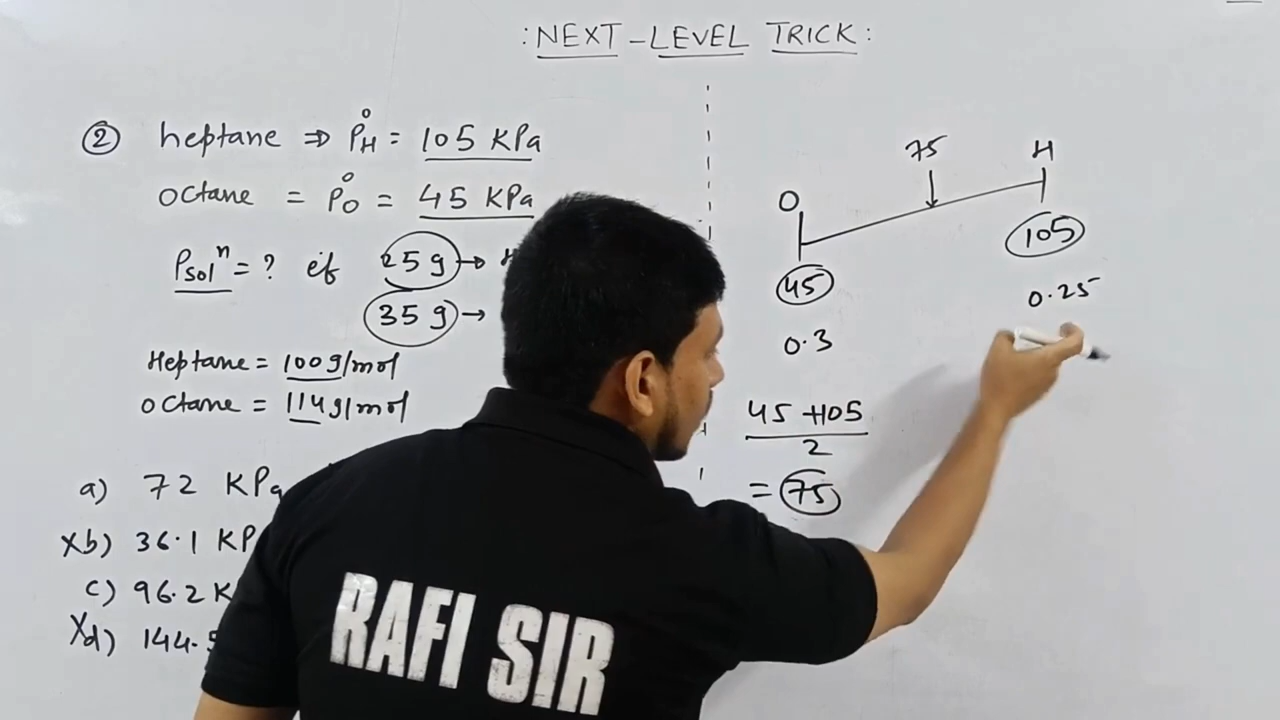 : NEXT - LEVEL TRICK :
② heptane ⇒ P°H = 105 KPa
Octane = P°O = 45 KPa
Psolⁿ = ? if 25 g →
35 g →
Heptane = 100 g/mol
Octane = 114 g/mol
a) 72 KPa
xb) 36.1 KP
c) 96.2 K
xd) 144.5
O 75 H
45 105
0.3 0.25
45 + 105
2
= 75
RAFI SIR